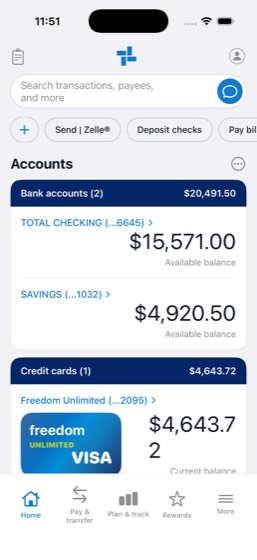 11:51
Search transactions, payees,
and more
Send | Zelle®
Deposit checks
Pay bil
Accounts
Bank accounts (2) $20,491.50
TOTAL CHECKING (...6645)
$15,571.00
Available balance
SAVINGS (...1032)
$4,920.50
Available balance
Credit cards (1) $4,643.72
Freedom Unlimited (...2095)
freedom
UNLIMITED
VISA
$4,643.7
2
Current balance
Home
Pay &
transfer
Plan & track
Rewards
More